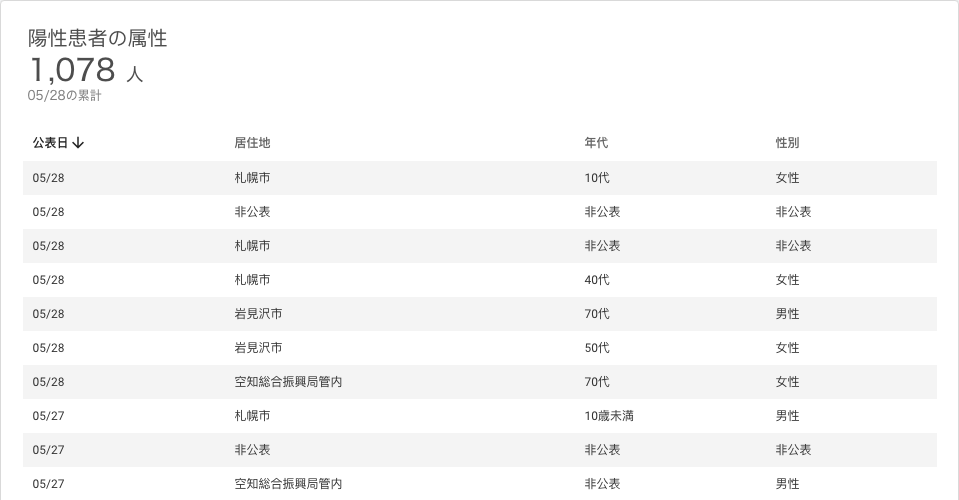 陽性患者の属性
1,078 人
05/28の累計
公表日 居住地 年代 性別
05/28 札幌市 10代 女性
05/28 非公表 非公表 非公表
05/28 札幌市 非公表 非公表
05/28 札幌市 40代 女性
05/28 岩見沢市 70代 男性
05/28 岩見沢市 50代 女性
05/28 空知総合振興局管内 70代 女性
05/27 札幌市 10歳未満 男性
05/27 非公表 非公表 非公表
05/27 空知総合振興局管内 非公表 男性